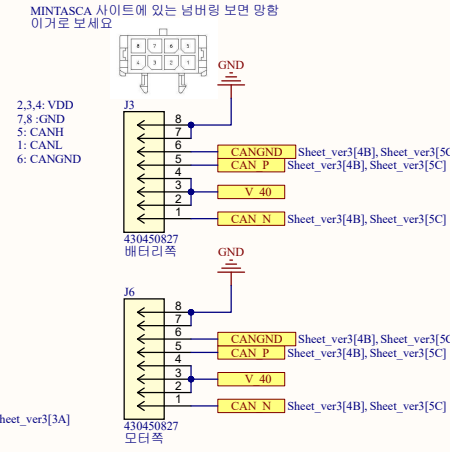 MINTASCA 사이트에 있는 넘버링 보면 망함
이거로 보세요
8 7 6 5
4 3 2 1
GND
2,3,4: VDD
7,8 :GND
5: CANH
1: CANL
6: CANGND
J3
8
7
6 CANGND Sheet_ver3[4B], Sheet_ver3[5C
5 CAN_P Sheet_ver3[4B], Sheet_ver3[5C]
4
3 V_40
2
1 CAN_N Sheet_ver3[4B], Sheet_ver3[5C]
430450827
배터리쪽
GND
J6
8
7
6 CANGND Sheet_ver3[4B], Sheet_ver3[5C
5 CAN_P Sheet_ver3[4B], Sheet_ver3[5C]
4
3 V_40
2
1 CAN_N Sheet_ver3[4B], Sheet_ver3[5C]
heet_ver3[3A]
430450827
모터쪽